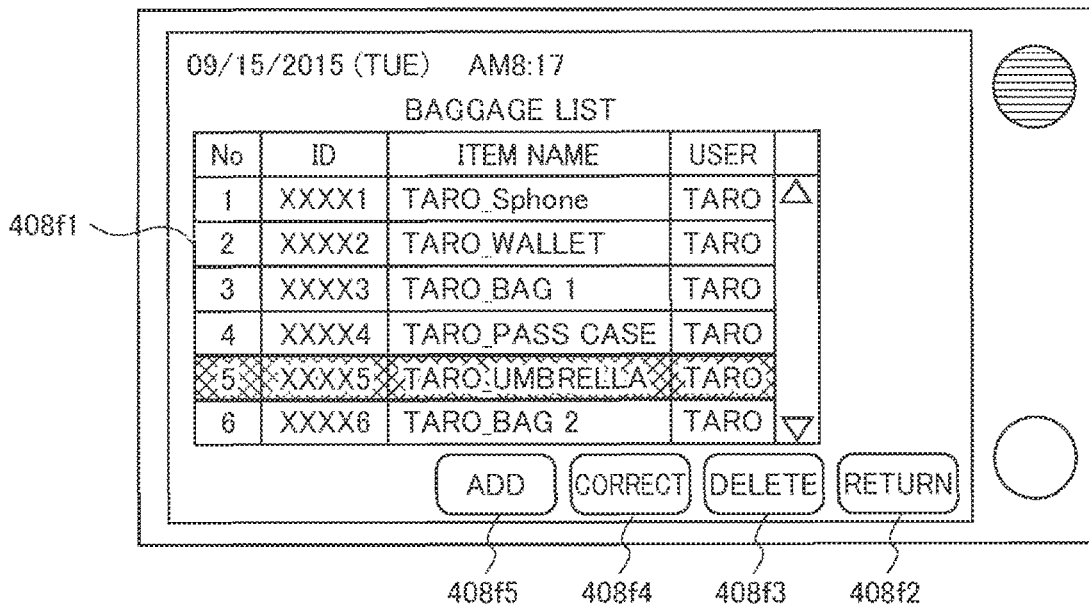 09/15/2015 (TUE) AM8:17
BAGGAGE LIST
No ID ITEM NAME USER
1 XXXX1 TARO_Sphone TARO
408f1
2 XXXX2 TARO_WALLET TARO
3 XXXX3 TARO_BAG 1 TARO
4 XXXX4 TARO_PASS CASE TARO
5 XXXX5 TARO_UMBRELLA TARO
6 XXXX6 TARO_BAG 2 TARO
ADD CORRECT DELETE RETURN
408f5 408f4 408f3 408f2